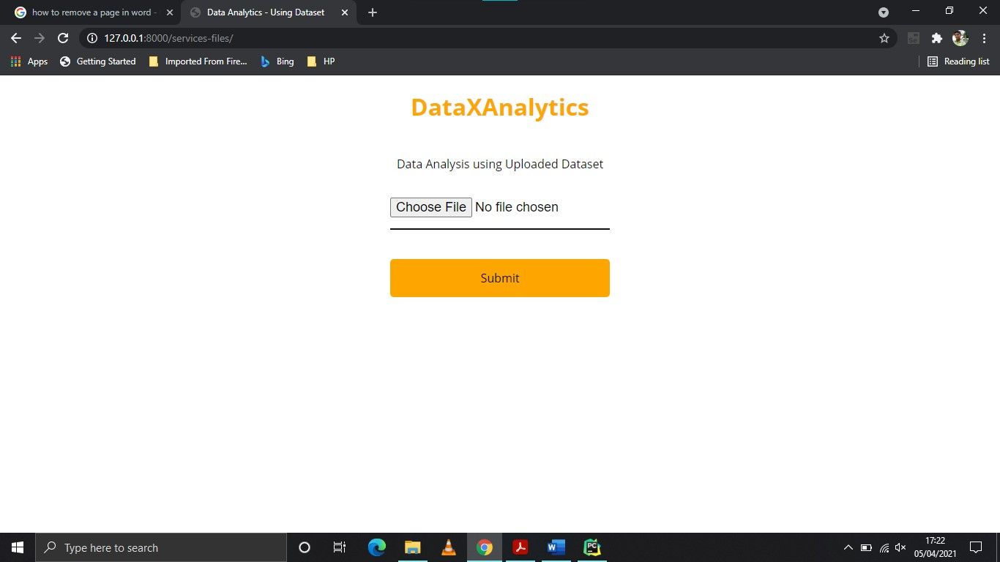 how to remove a page in word -
Data Analytics - Using Dataset
127.0.0.1:8000/services-files/
Apps
Getting Started
Imported From Fire...
Bing
HP
Reading list
DataXAnalytics
Data Analysis using Uploaded Dataset
Choose File No file chosen
Submit
Type here to search
PC
17:22
05/04/2021